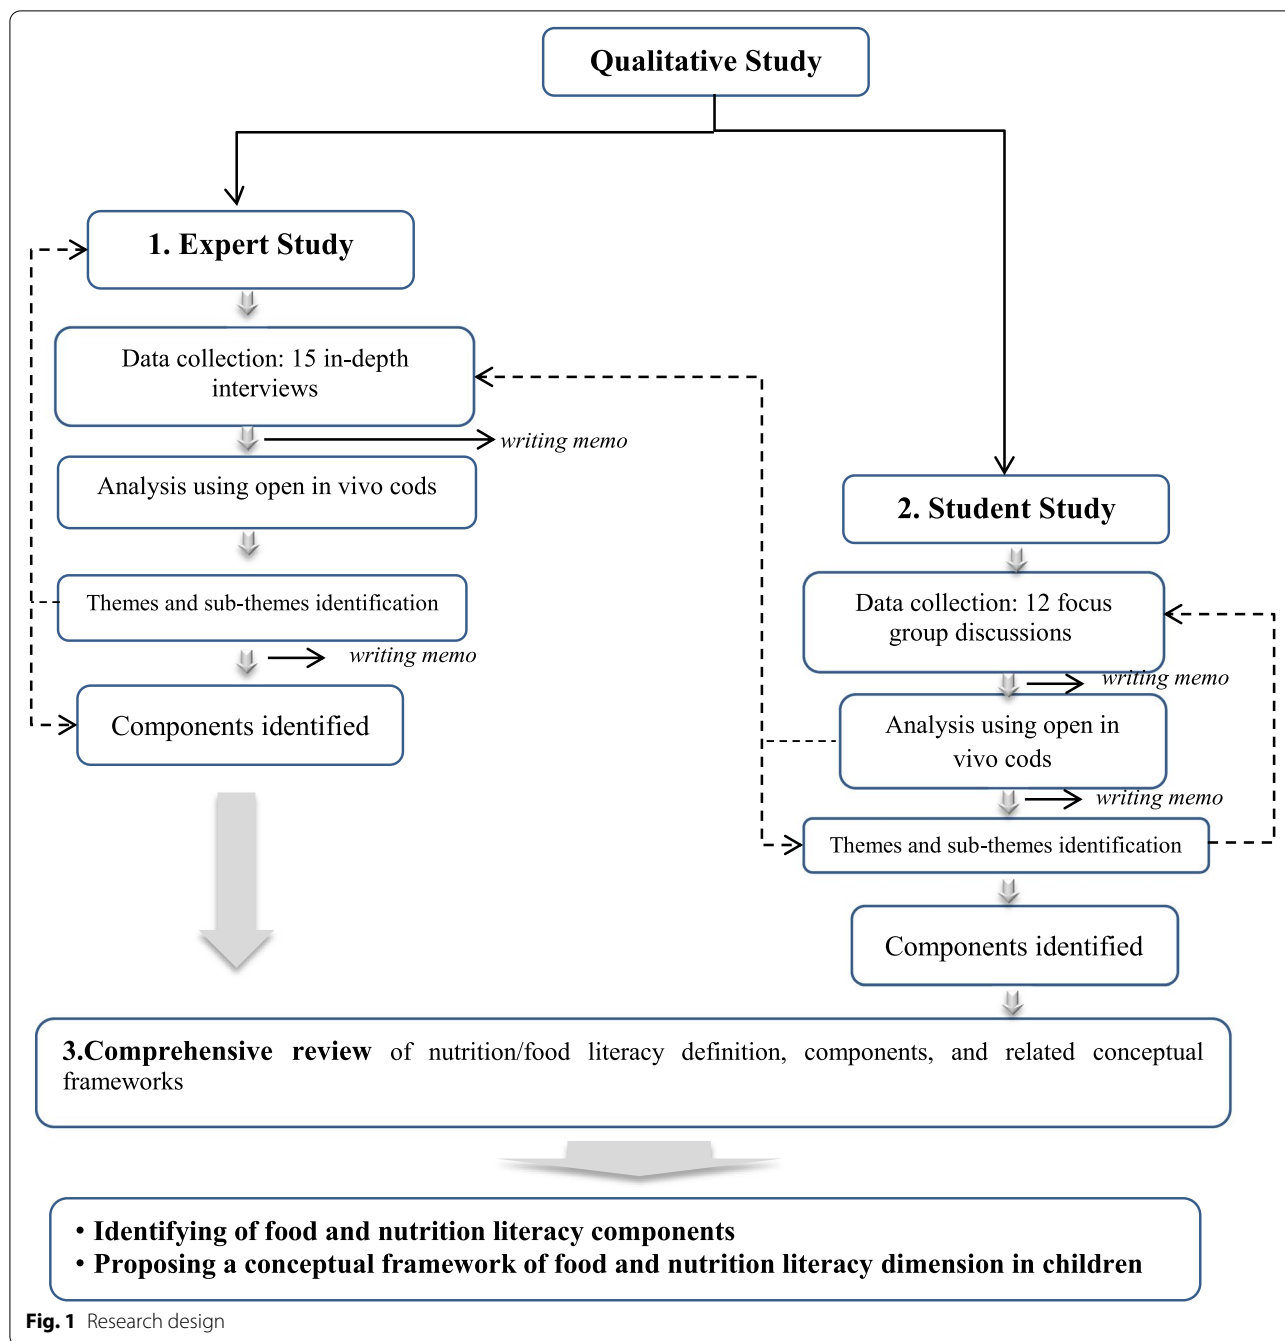 Qualitative Study
1. Expert Study
Data collection: 15 in-depth
interviews
writing memo
Analysis using open in vivo cods
Themes and sub-themes identification
writing memo
Components identified
2. Student Study
Data collection: 12 focus
group discussions
writing memo
Analysis using open in
vivo cods
writing memo
Themes and sub-themes identification
Components identified
3.Comprehensive review of nutrition/food literacy definition, components, and related conceptual
frameworks
• Identifying of food and nutrition literacy components
• Proposing a conceptual framework of food and nutrition literacy dimension in children
Fig. 1 Research design